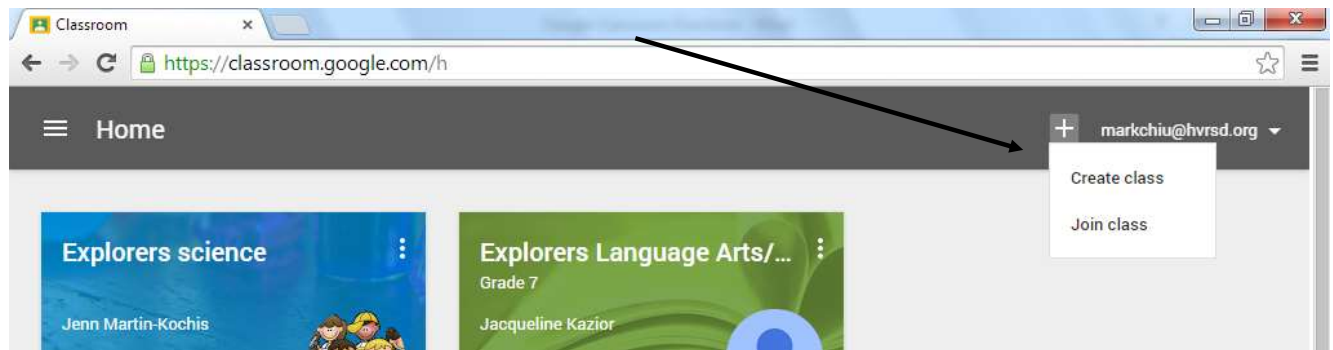 Classroom
https://classroom.google.com/h
Home
markchiu@hvrsd.org
Create class
Join class
Explorers science
Jenn Martin-Kochis
Explorers Language Arts/...
Grade 7
Jacqueline Kazior